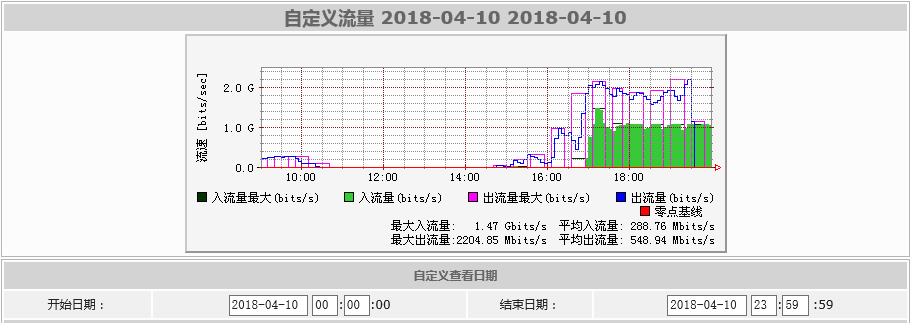 自定义流量 2018-04-10 2018-04-10
流速 [bits/sec]
2.0 G
1.0 G
0.0
10:00 12:00 14:00 16:00 18:00
入流量最大(bits/s) 入流量(bits/s) 出流量最大(bits/s) 出流量(bits/s)
零点基线
最大入流量: 1.47 Gbits/s 平均入流量: 288.76 Mbits/s
最大出流量:2204.85 Mbits/s 平均出流量: 548.94 Mbits/s
自定义查看日期
开始日期： 2018-04-10 00:00:00 结束日期： 2018-04-10 23:59:59